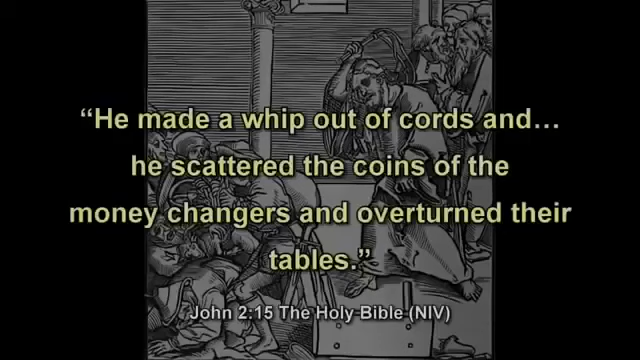 “He made a whip out of cords and…
he scattered the coins of the
money changers and overturned their
tables.”
John 2:15 The Holy Bible (NIV)